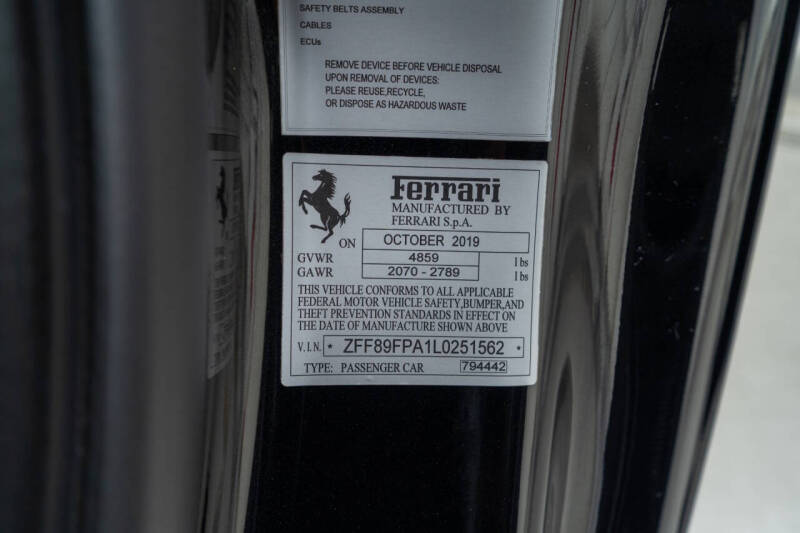 SAFETY BELTS ASSEMBLY
CABLES
ECUs
REMOVE DEVICE BEFORE VEHICLE DISPOSAL
UPON REMOVAL OF DEVICES:
PLEASE REUSE,RECYCLE,
OR DISPOSE AS HAZARDOUS WASTE
Ferrari
MANUFACTURED BY
FERRARI S.p.A.
ON OCTOBER 2019
GVWR 4859 lbs
GAWR 2070 - 2789 lbs
THIS VEHICLE CONFORMS TO ALL APPLICABLE
FEDERAL MOTOR VEHICLE SAFETY,BUMPER,AND
THEFT PREVENTION STANDARDS IN EFFECT ON
THE DATE OF MANUFACTURE SHOWN ABOVE
V.I.N. * ZFF89FPA1L0251562 *
TYPE: PASSENGER CAR 794442